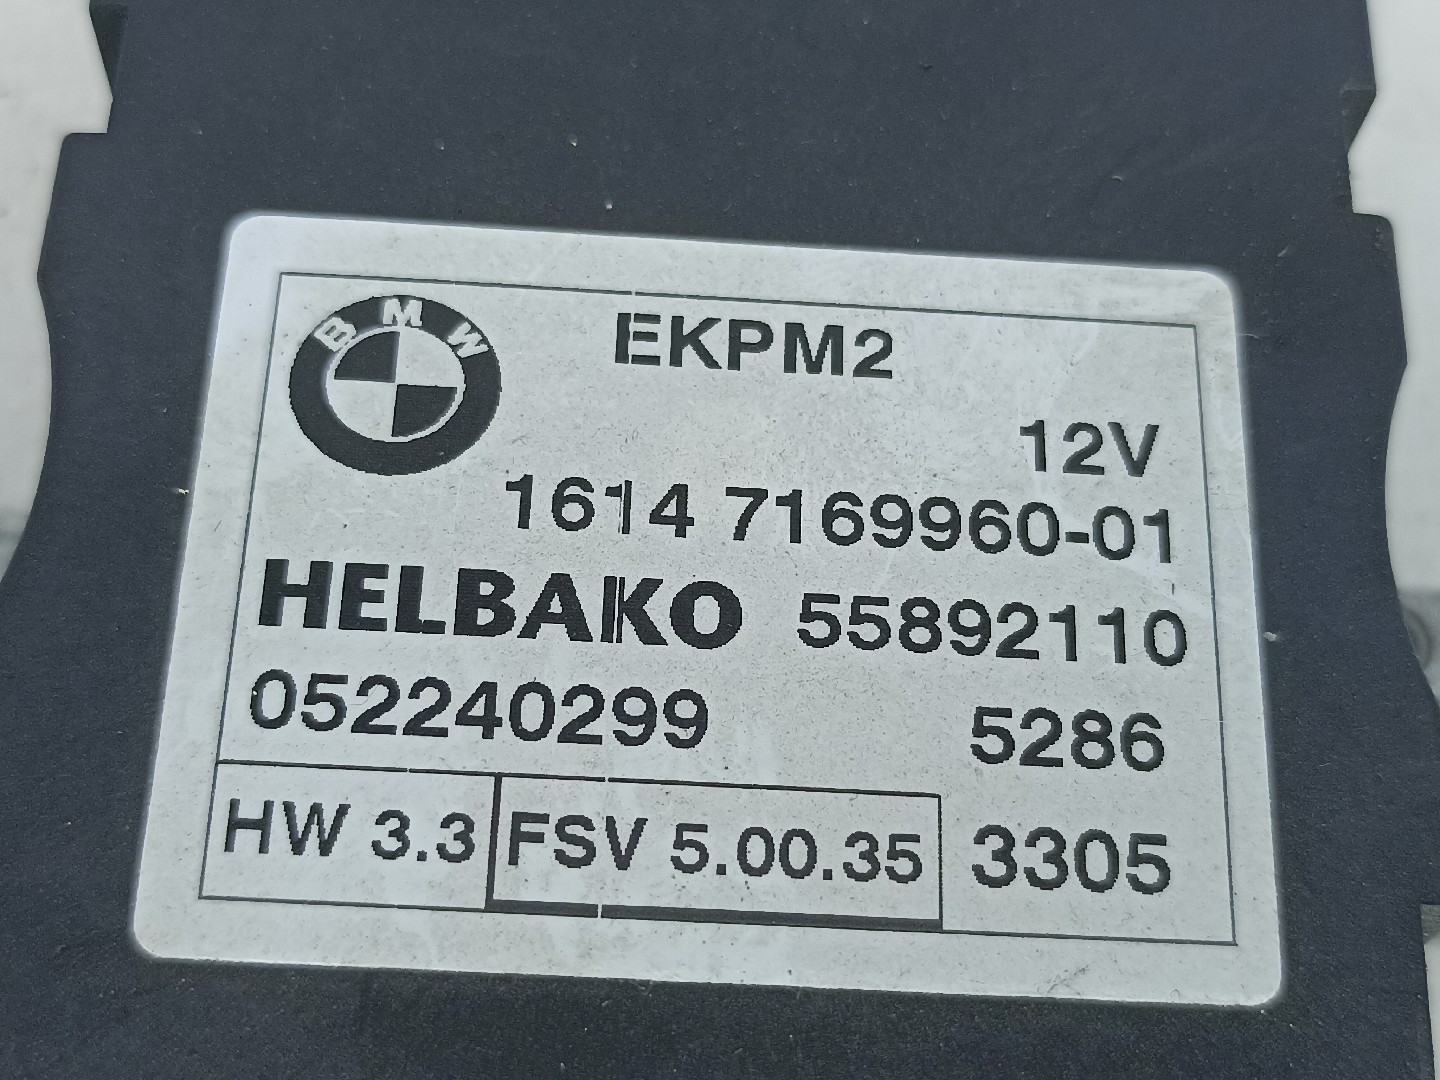 BMW
EKPM2
12V
1614 7169960-01
HELBAKO 55892110
052240299 5286
HW 3.3 FSV 5.00.35 3305